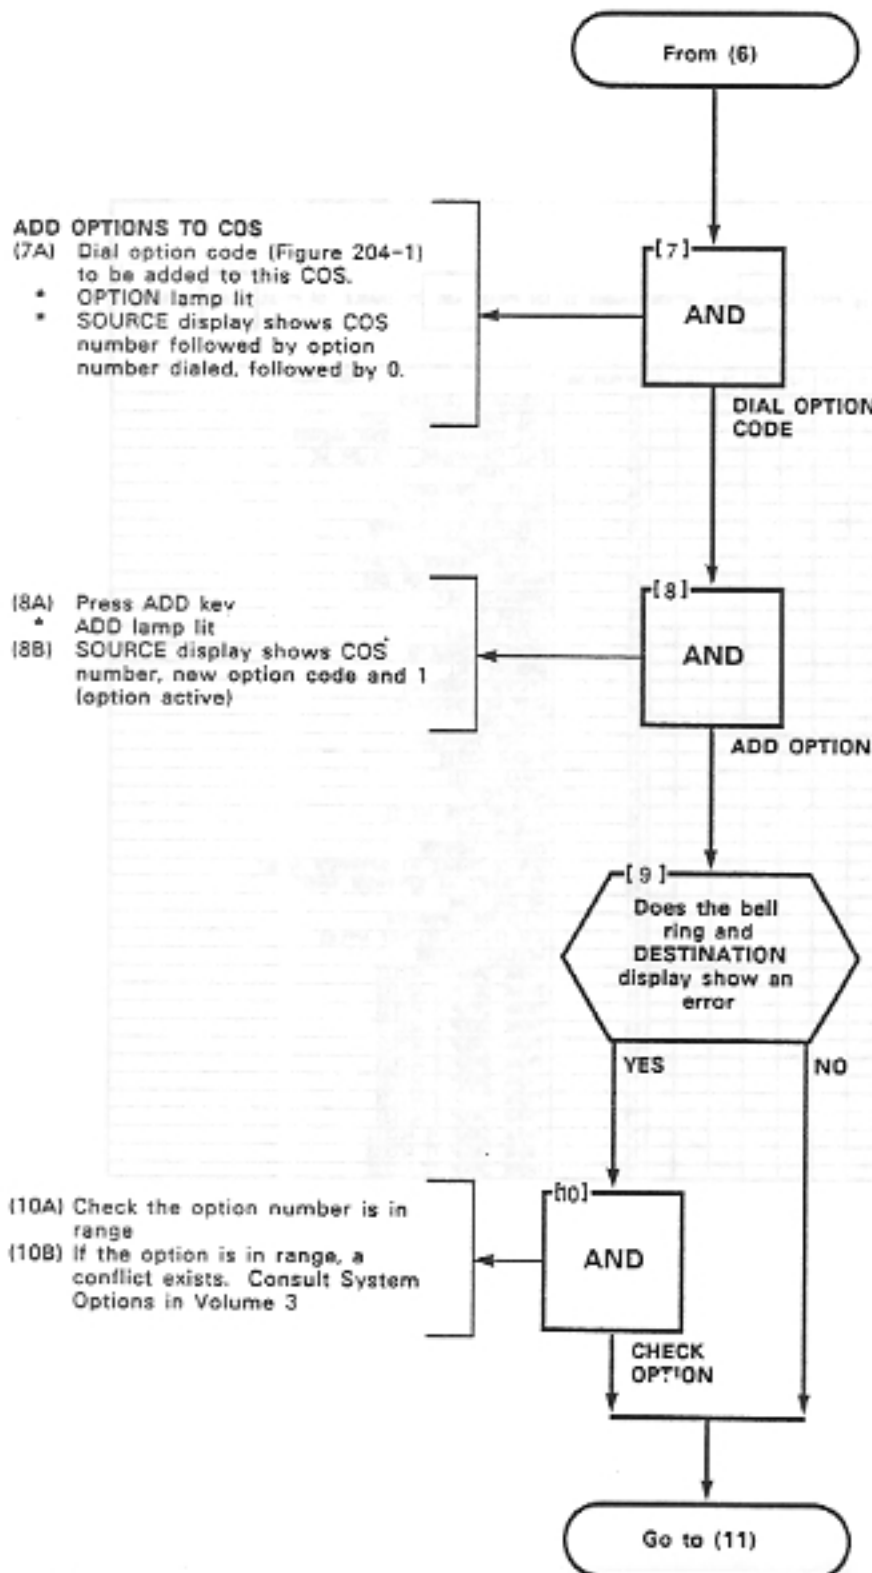 From (6)
ADD OPTIONS TO COS
(7A) Dial option code (Figure 204-1)
to be added to this COS.
* OPTION lamp lit
* SOURCE display shows COS
number followed by option
number dialed, followed by 0.
[7]
AND
DIAL OPTION
CODE
(8A) Press ADD key
* ADD lamp lit
(8B) SOURCE display shows COS
number, new option code and 1
(option active)
[8]
AND
ADD OPTION
[9]
Does the bell
ring and
DESTINATION
display show an
error
YES
NO
(10A) Check the option number is in
range
(10B) If the option is in range, a
conflict exists. Consult System
Options in Volume 3
[10]
AND
CHECK
OPTION
Go to (11)